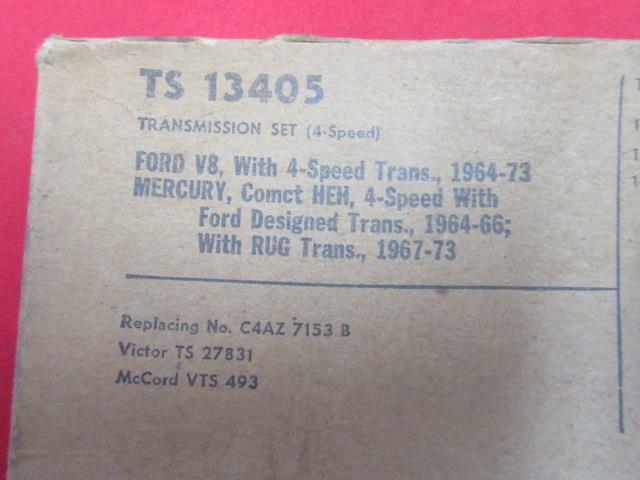 TS 13405
TRANSMISSION SET (4-Speed)
FORD V8, With 4-Speed Trans., 1964-73
MERCURY, Comet HEH, 4-Speed With
Ford Designed Trans., 1964-66;
With RUG Trans., 1967-73
Replacing No. C4AZ 7153 B
Victor TS 27831
McCord VTS 493